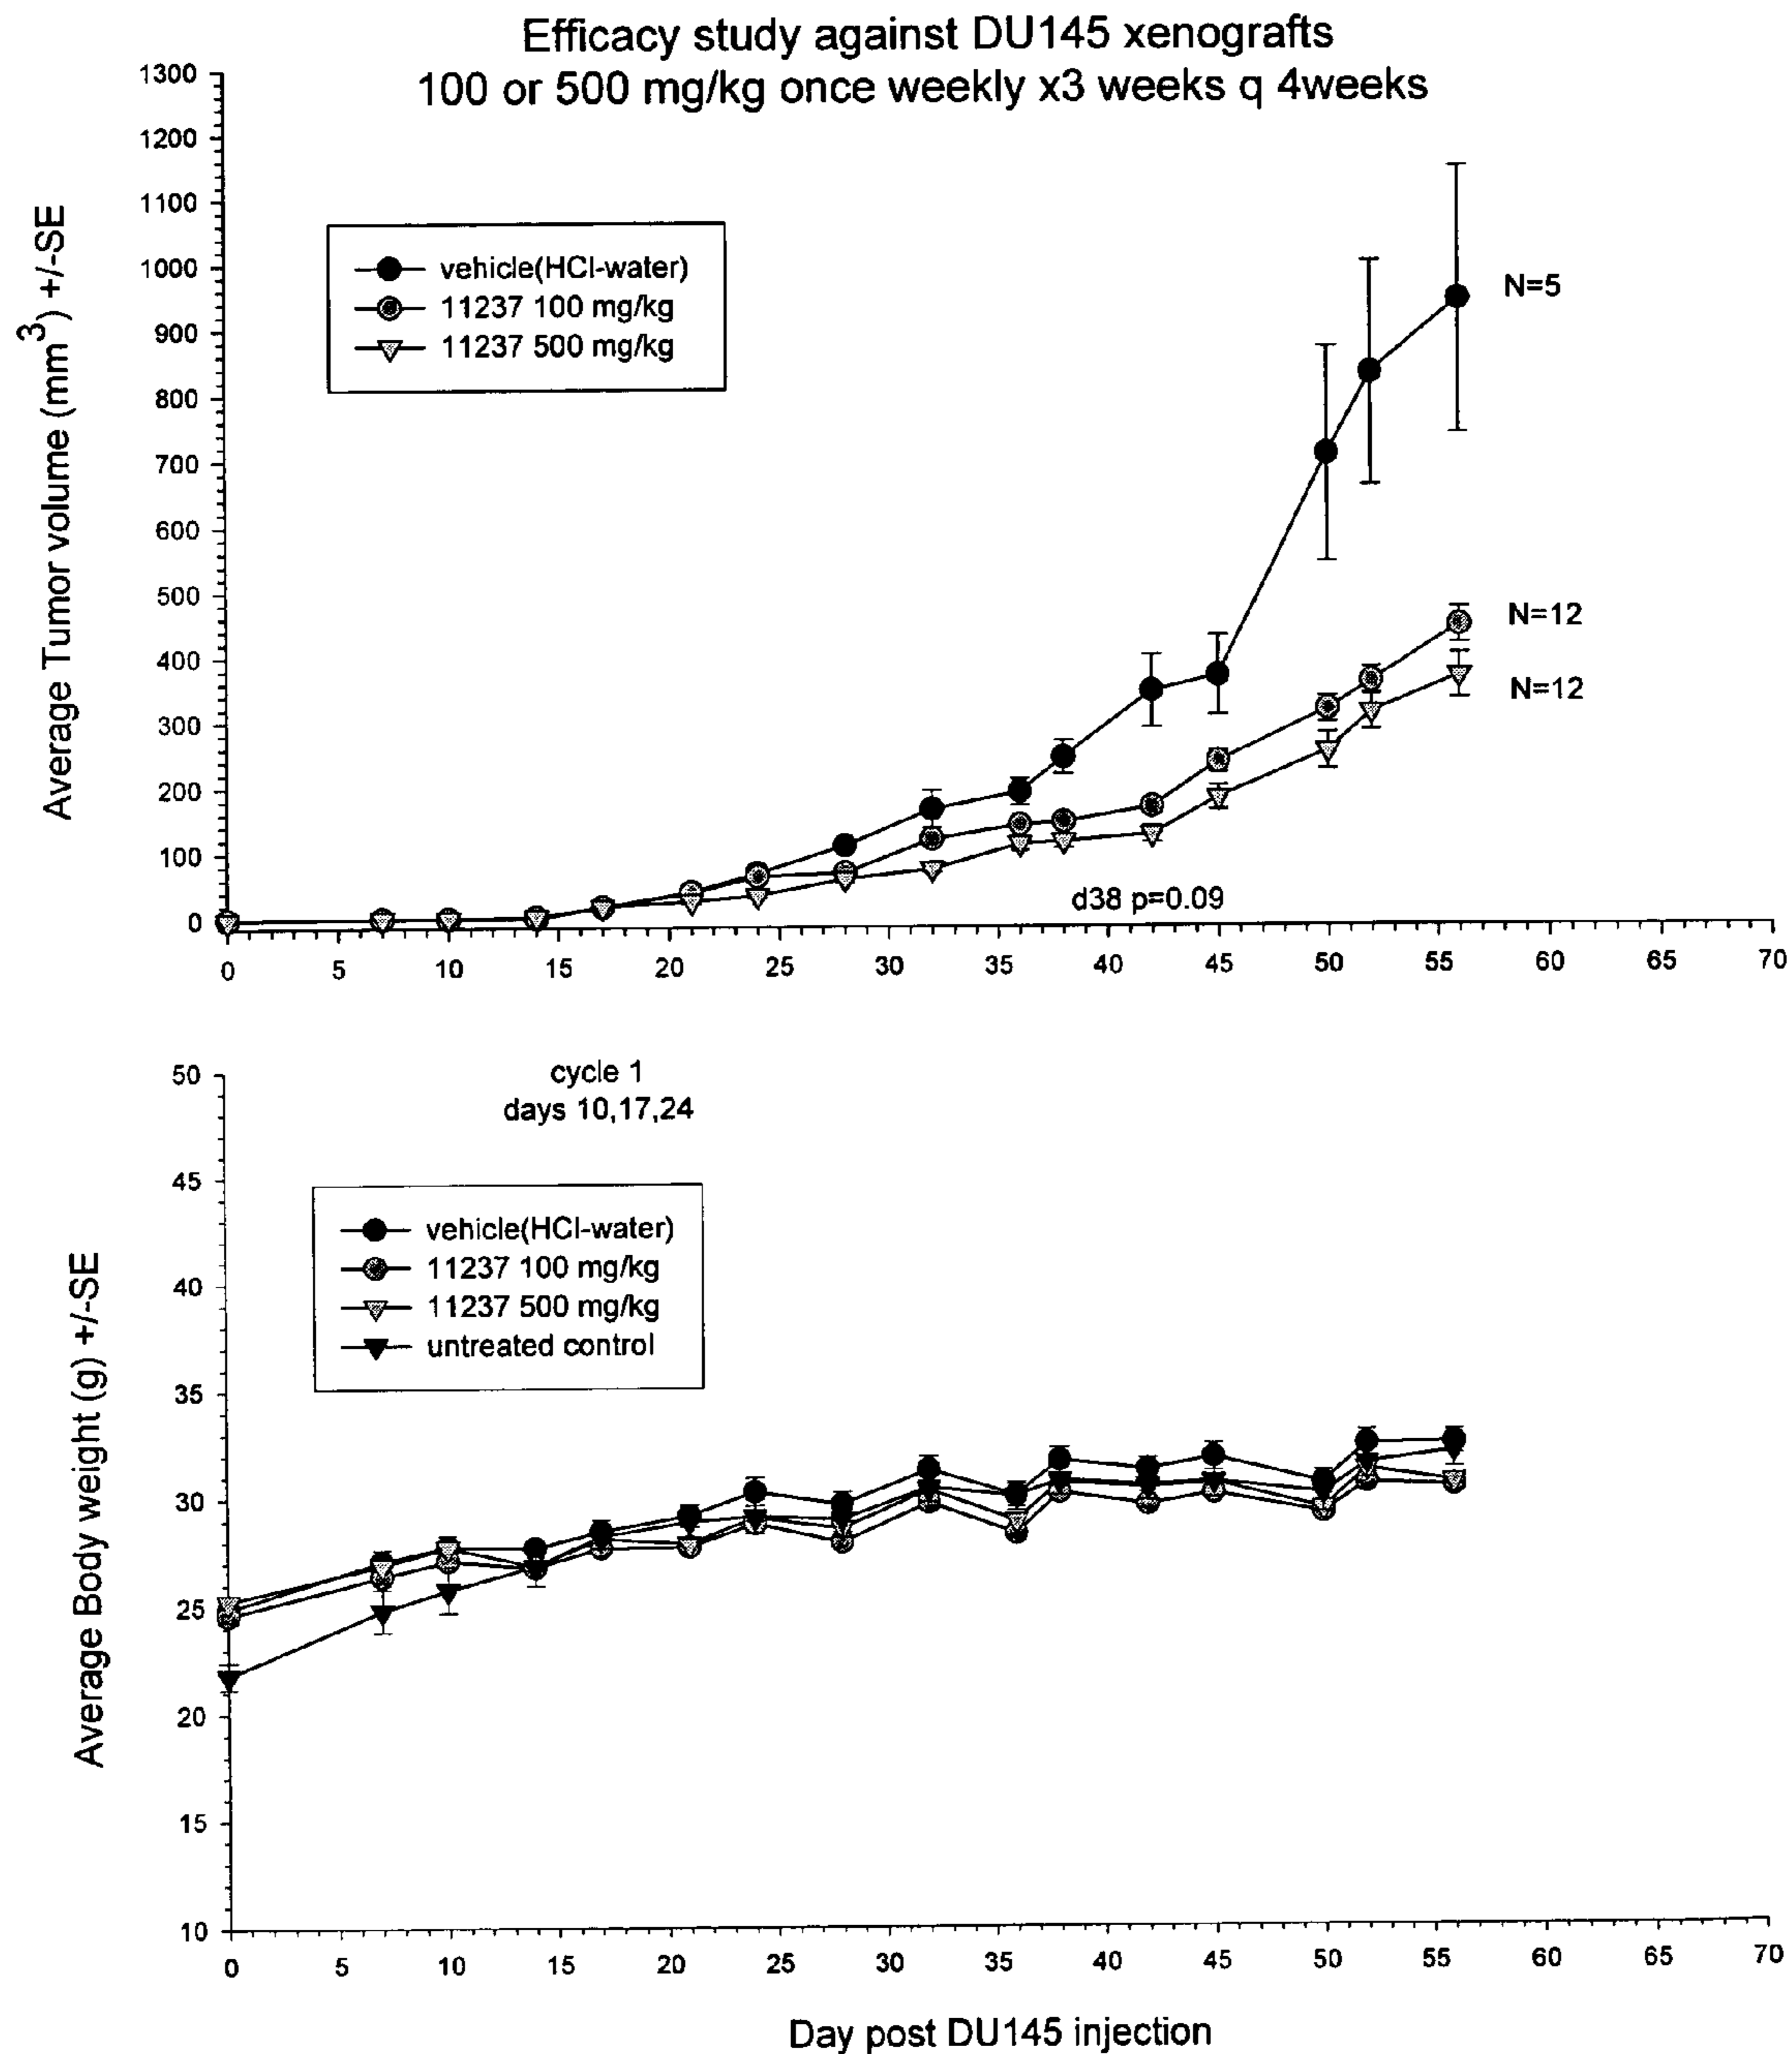 Efficacy study against DU145 xenografts
100 or 500 mg/kg once weekly x3 weeks q 4weeks
1300
1200
1100
1000
900
800
700
600
500
400
300
200
100
0
Average Tumor volume (mm3) +/-SE
vehicle(HCl-water)
11237 100 mg/kg
11237 500 mg/kg
N=5
N=12
N=12
d38 p=0.09
0 5 10 15 20 25 30 35 40 45 50 55 60 65 70
cycle 1
days 10,17,24
50
45
40
35
30
25
20
15
10
Average Body weight (g) +/-SE
vehicle(HCl-water)
11237 100 mg/kg
11237 500 mg/kg
untreated control
0 5 10 15 20 25 30 35 40 45 50 55 60 65 70
Day post DU145 injection